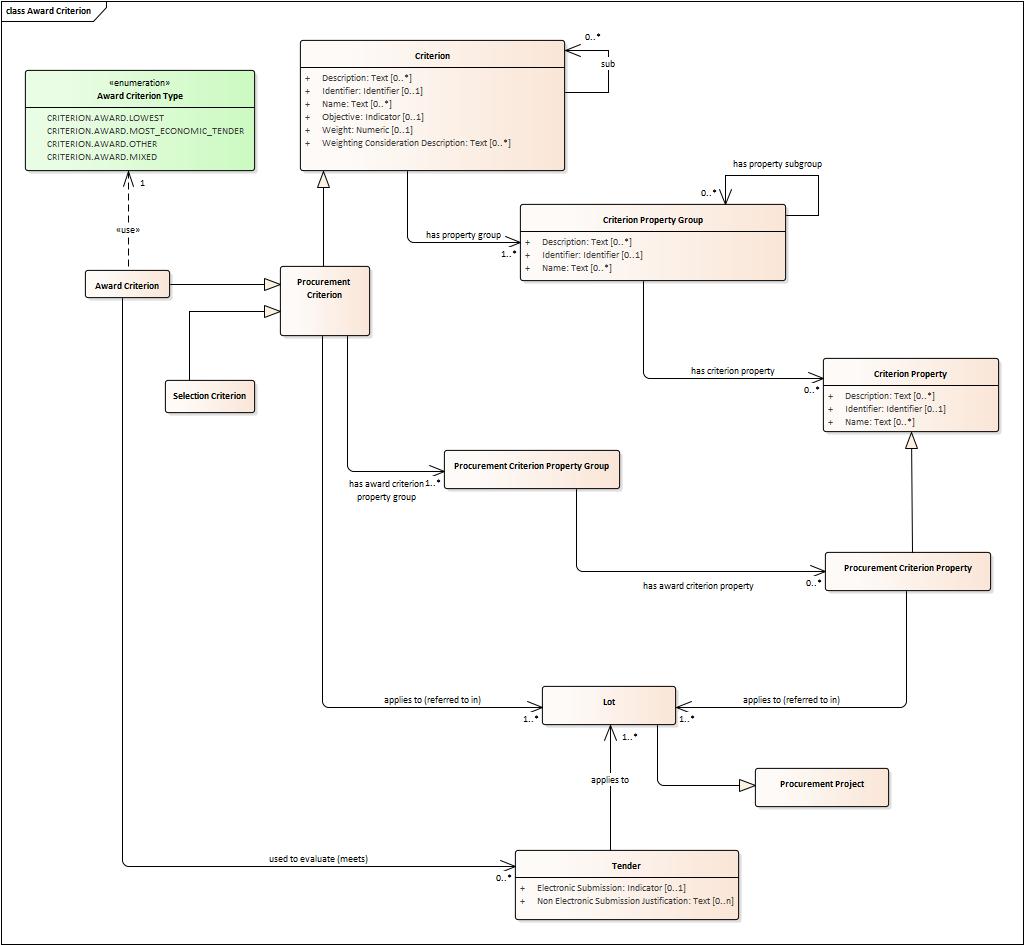 class Award Criterion
«enumeration»
Award Criterion Type
CRITERION.AWARD.LOWEST
CRITERION.AWARD.MOST_ECONOMIC_TENDER
CRITERION.AWARD.OTHER
CRITERION.AWARD.MIXED
1
«use»
Award Criterion
Selection Criterion
Criterion
+ Description: Text [0..*]
+ Identifier: Identifier [0..1]
+ Name: Text [0..*]
+ Objective: Indicator [0..1]
+ Weight: Numeric [0..1]
+ Weighting Consideration Description: Text [0..*]
0..*
sub
has property group
1..*
has property subgroup
0..*
Criterion Property Group
+ Description: Text [0..*]
+ Identifier: Identifier [0..1]
+ Name: Text [0..*]
Procurement
Criterion
has criterion property
0..*
Criterion Property
+ Description: Text [0..*]
+ Identifier: Identifier [0..1]
+ Name: Text [0..*]
has award criterion
property group
1..*
Procurement Criterion Property Group
has award criterion property
0..*
Procurement Criterion Property
applies to (referred to in)
1..*
Lot
applies to (referred to in)
1..*
1..*
applies to
Procurement Project
used to evaluate (meets)
0..*
Tender
+ Electronic Submission: Indicator [0..1]
+ Non Electronic Submission Justification: Text [0..n]